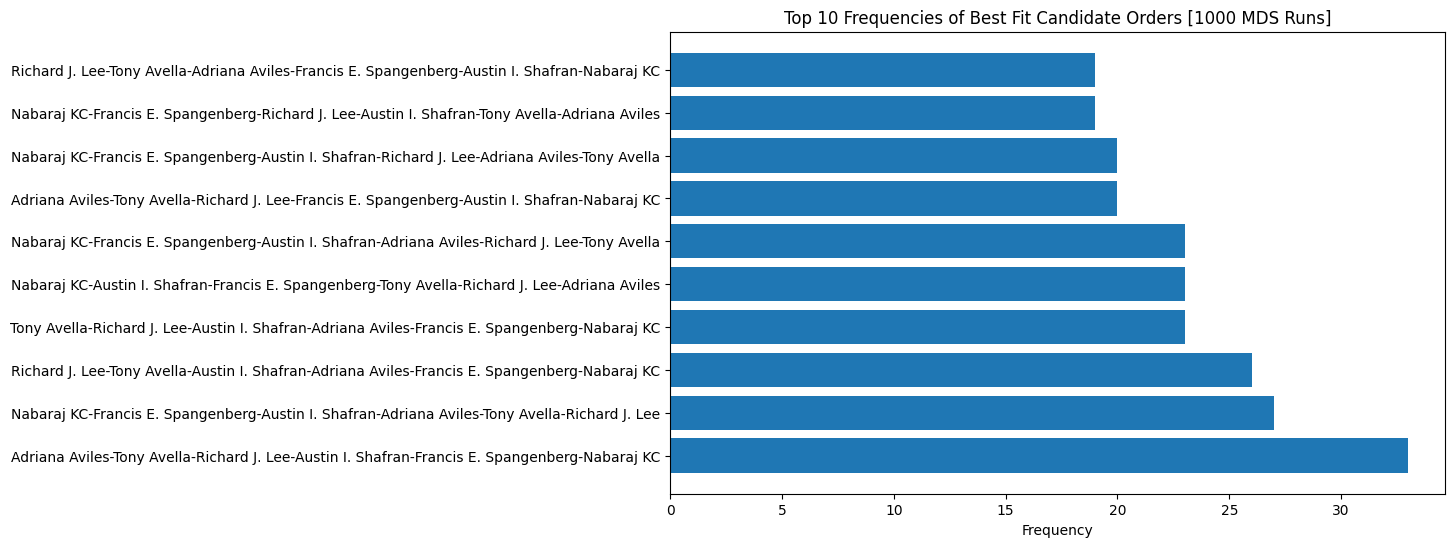 Top 10 Frequencies of Best Fit Candidate Orders [1000 MDS Runs]
Richard J. Lee-Tony Avella-Adriana Aviles-Francis E. Spangenberg-Austin I. Shafran-Nabaraj KC
Nabaraj KC-Francis E. Spangenberg-Richard J. Lee-Austin I. Shafran-Tony Avella-Adriana Aviles
Nabaraj KC-Francis E. Spangenberg-Austin I. Shafran-Richard J. Lee-Adriana Aviles-Tony Avella
Adriana Aviles-Tony Avella-Richard J. Lee-Francis E. Spangenberg-Austin I. Shafran-Nabaraj KC
Nabaraj KC-Francis E. Spangenberg-Austin I. Shafran-Adriana Aviles-Richard J. Lee-Tony Avella
Nabaraj KC-Austin I. Shafran-Francis E. Spangenberg-Tony Avella-Richard J. Lee-Adriana Aviles
Tony Avella-Richard J. Lee-Austin I. Shafran-Adriana Aviles-Francis E. Spangenberg-Nabaraj KC
Richard J. Lee-Tony Avella-Austin I. Shafran-Adriana Aviles-Francis E. Spangenberg-Nabaraj KC
Nabaraj KC-Francis E. Spangenberg-Austin I. Shafran-Adriana Aviles-Tony Avella-Richard J. Lee
Adriana Aviles-Tony Avella-Richard J. Lee-Austin I. Shafran-Francis E. Spangenberg-Nabaraj KC
0 5 10 15 20 25 30
Frequency